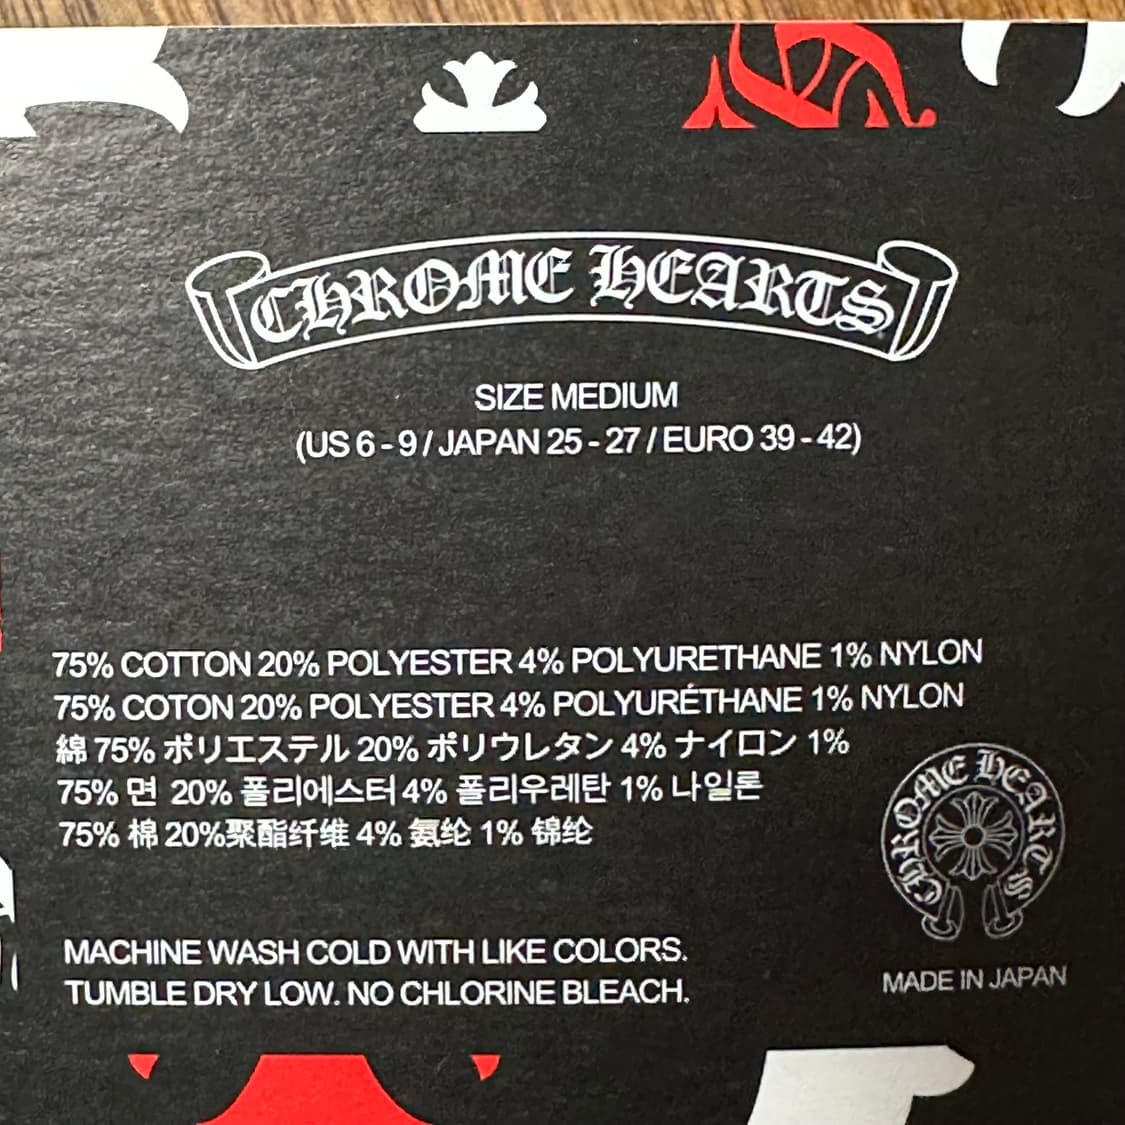 CHROME HEARTS
SIZE MEDIUM
(US 6 - 9 / JAPAN 25 - 27 / EURO 39 - 42)
75% COTTON 20% POLYESTER 4% POLYURETHANE 1% NYLON
75% COTON 20% POLYESTER 4% POLYURÉTHANE 1% NYLON
綿 75% ポリエステル 20% ポリウレタン 4% ナイロン 1%
75% 면 20% 폴리에스터 4% 폴리우레탄 1% 나일론
75% 棉 20%聚酯纤维 4% 氨纶 1% 锦纶
CHROME HEARTS
MACHINE WASH COLD WITH LIKE COLORS.
TUMBLE DRY LOW. NO CHLORINE BLEACH.
MADE IN JAPAN